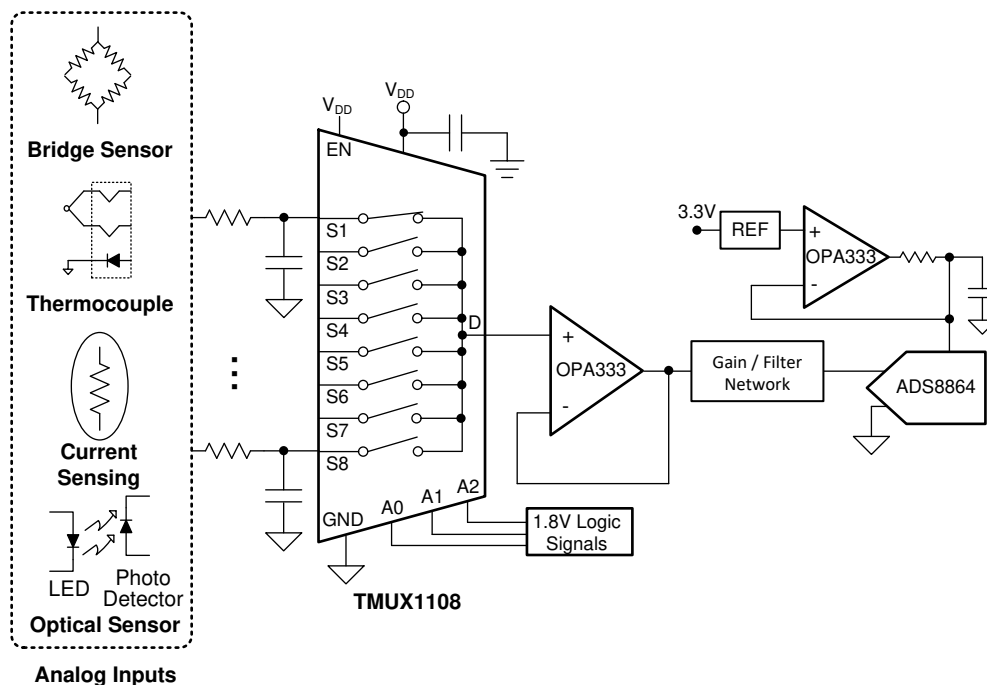 Bridge Sensor
Thermocouple
Current
Sensing
LED
Photo
Detector
Optical Sensor
Analog Inputs
...
VDD
VDD
EN
S1
S2
S3
S4
S5
S6
S7
S8
D
GND
A0
A1
A2
TMUX1108
1.8V Logic
Signals
+
OPA333
-
Gain / Filter
Network
3.3V
REF
+
OPA333
-
ADS8864